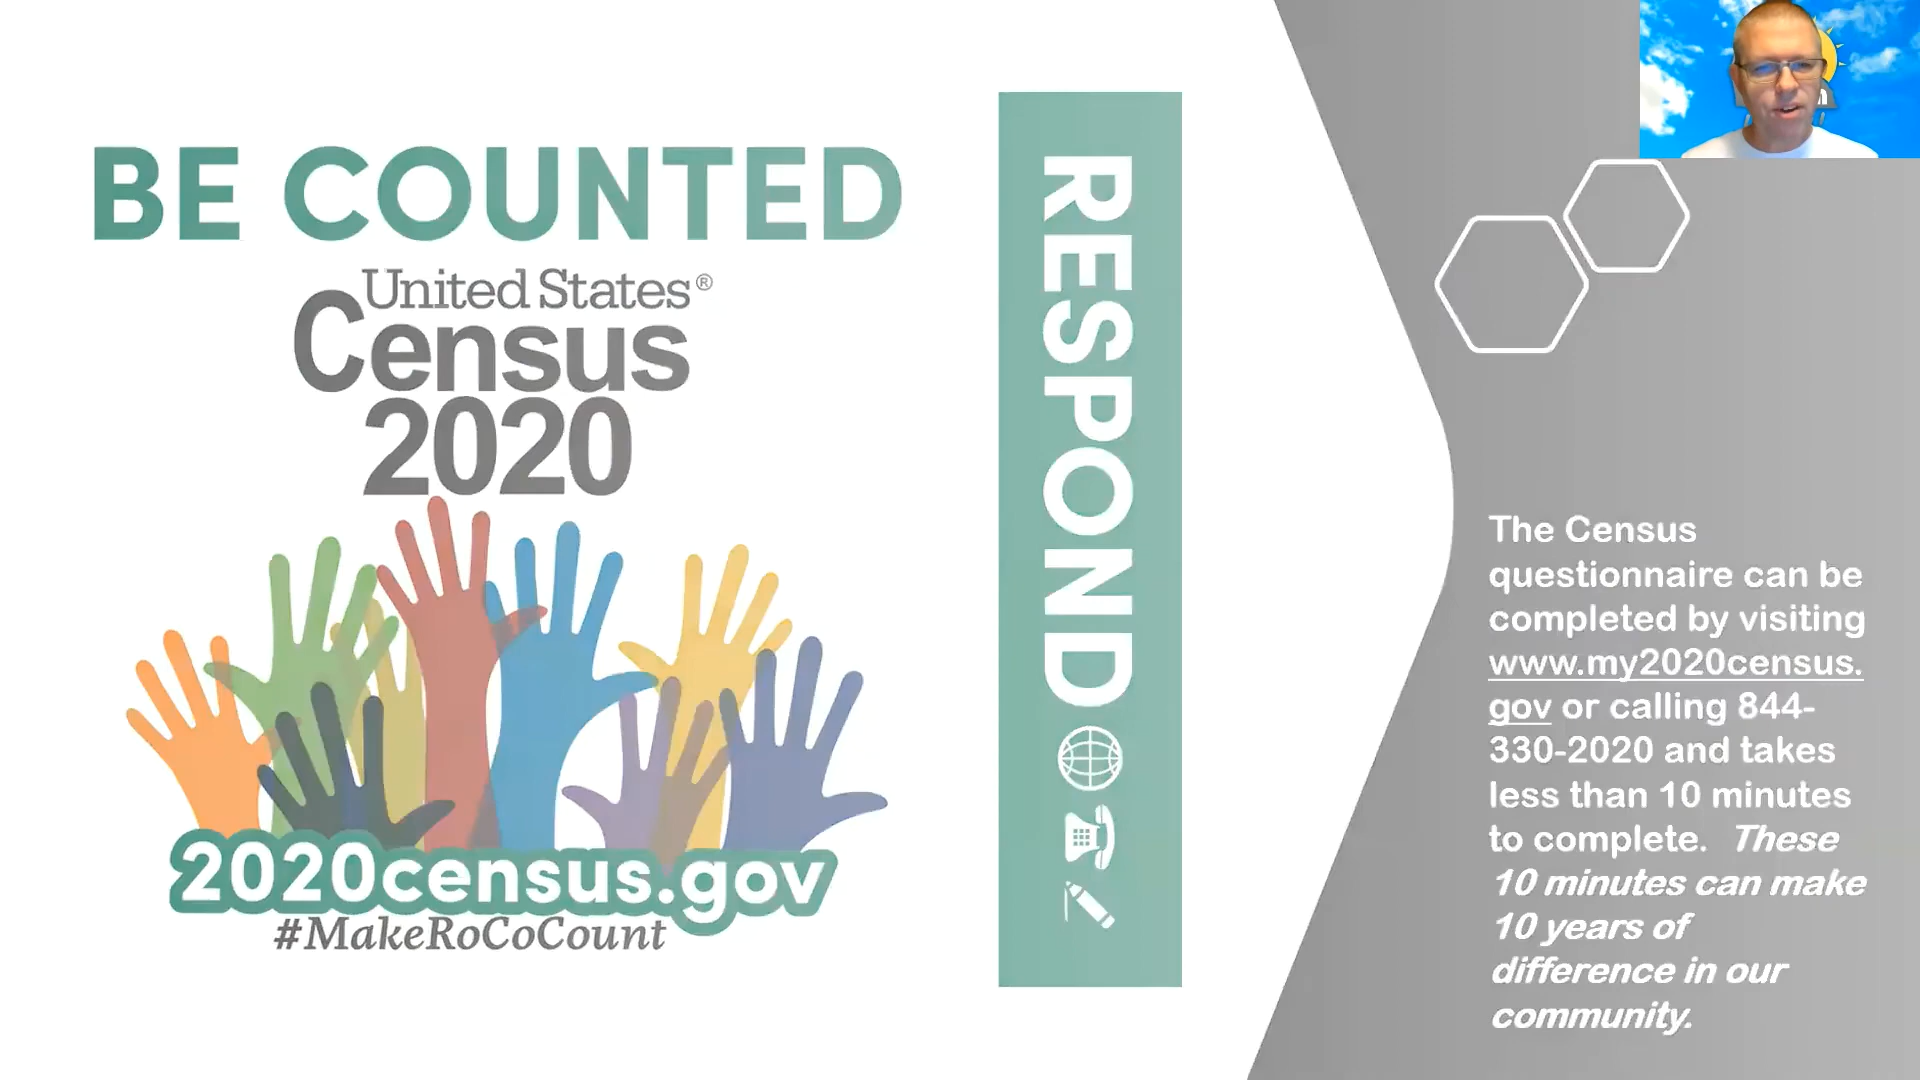 BE COUNTED
United States®
Census
2020
2020census.gov
#MakeRoCoCount
RESPOND
The Census
questionnaire can be
completed by visiting
www.my2020census.
gov or calling 844-
330-2020 and takes
less than 10 minutes
to complete. These
10 minutes can make
10 years of
difference in our
community.